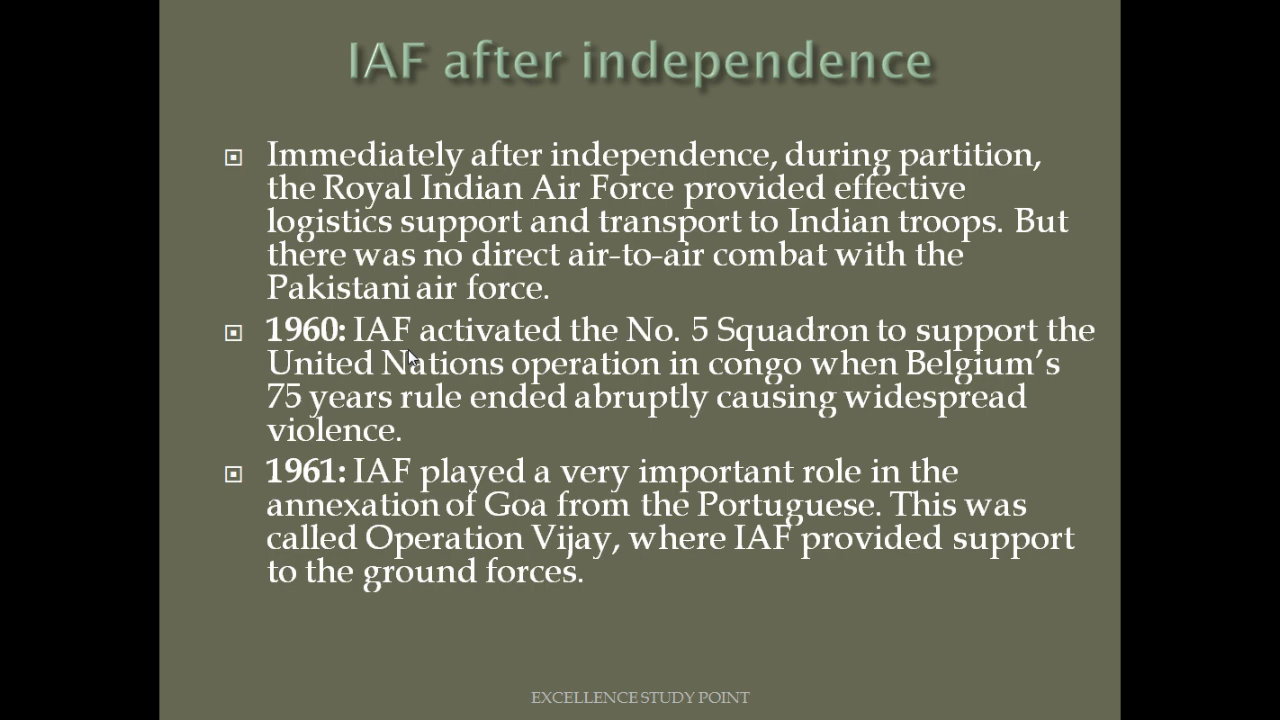 IAF after independence
Immediately after independence, during partition,
the Royal Indian Air Force provided effective
logistics support and transport to Indian troops. But
there was no direct air-to-air combat with the
Pakistani air force.
1960: IAF activated the No. 5 Squadron to support the
United Nations operation in congo when Belgium's
75 years rule ended abruptly causing widespread
violence.
1961: IAF played a very important role in the
annexation of Goa from the Portuguese. This was
called Operation Vijay, where IAF provided support
to the ground forces.
EXCELLENCE STUDY POINT